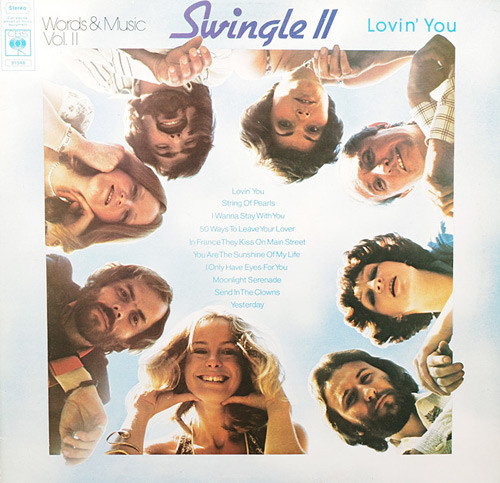 Stereo
CBS
Words & Music
Vol. II
Swingle II
Lovin' You
Lovin' You
String Of Pearls
I Wanna Stay With You
50 Ways To Leave Your Lover
In France They Kiss On Main Street
You Are The Sunshine Of My Life
I Only Have Eyes For You
Moonlight Serenade
Send In The Clowns
Yesterday